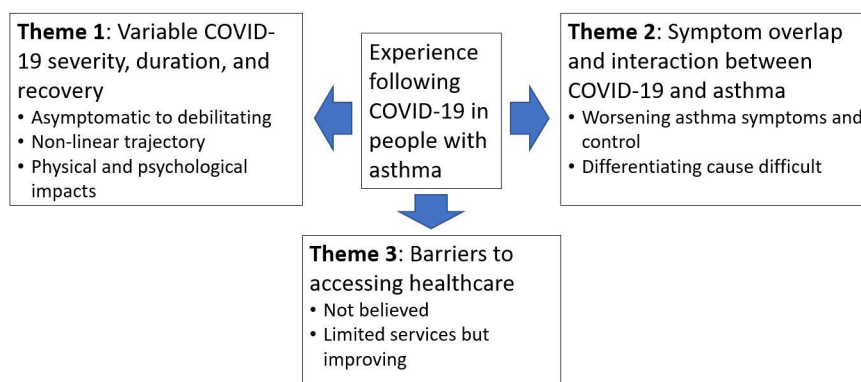 Theme 1: Variable COVID-
19 severity, duration, and
recovery
• Asymptomatic to debilitating
• Non-linear trajectory
• Physical and psychological
impacts
Experience
following
COVID-19 in
people with
asthma
Theme 2: Symptom overlap
and interaction between
COVID-19 and asthma
• Worsening asthma symptoms and
control
• Differentiating cause difficult
Theme 3: Barriers to
accessing healthcare
• Not believed
• Limited services but
improving